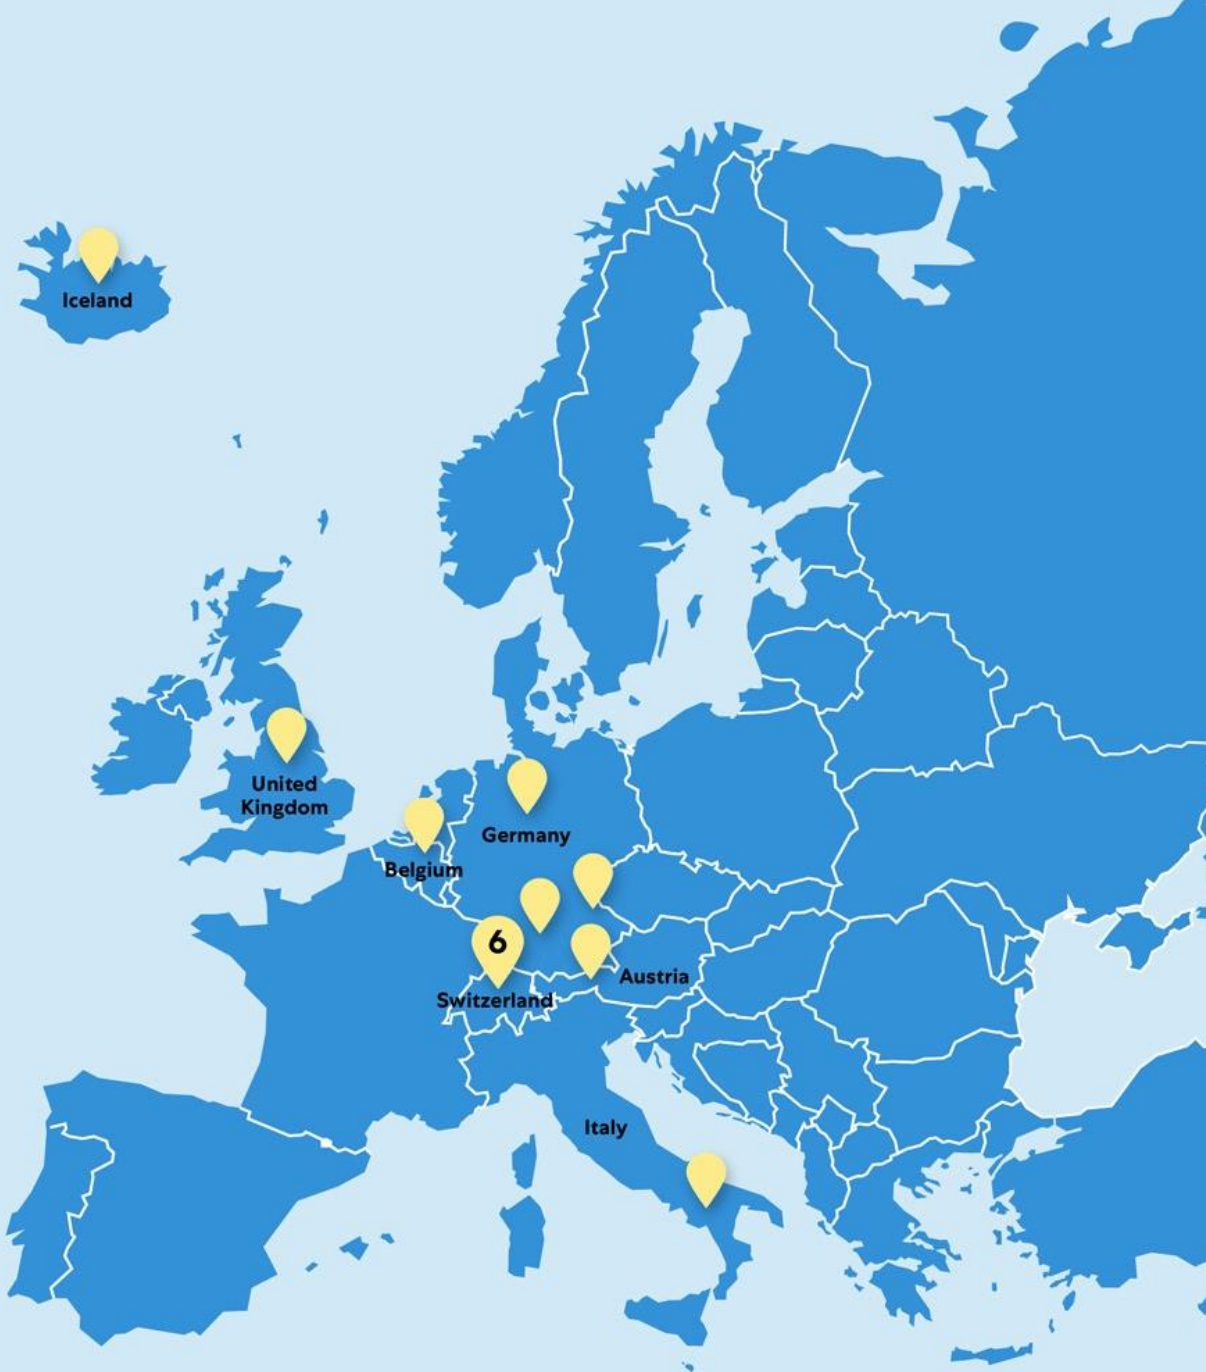 Iceland
United
Kingdom
Germany
Belgium
6
Austria
Switzerland
Italy